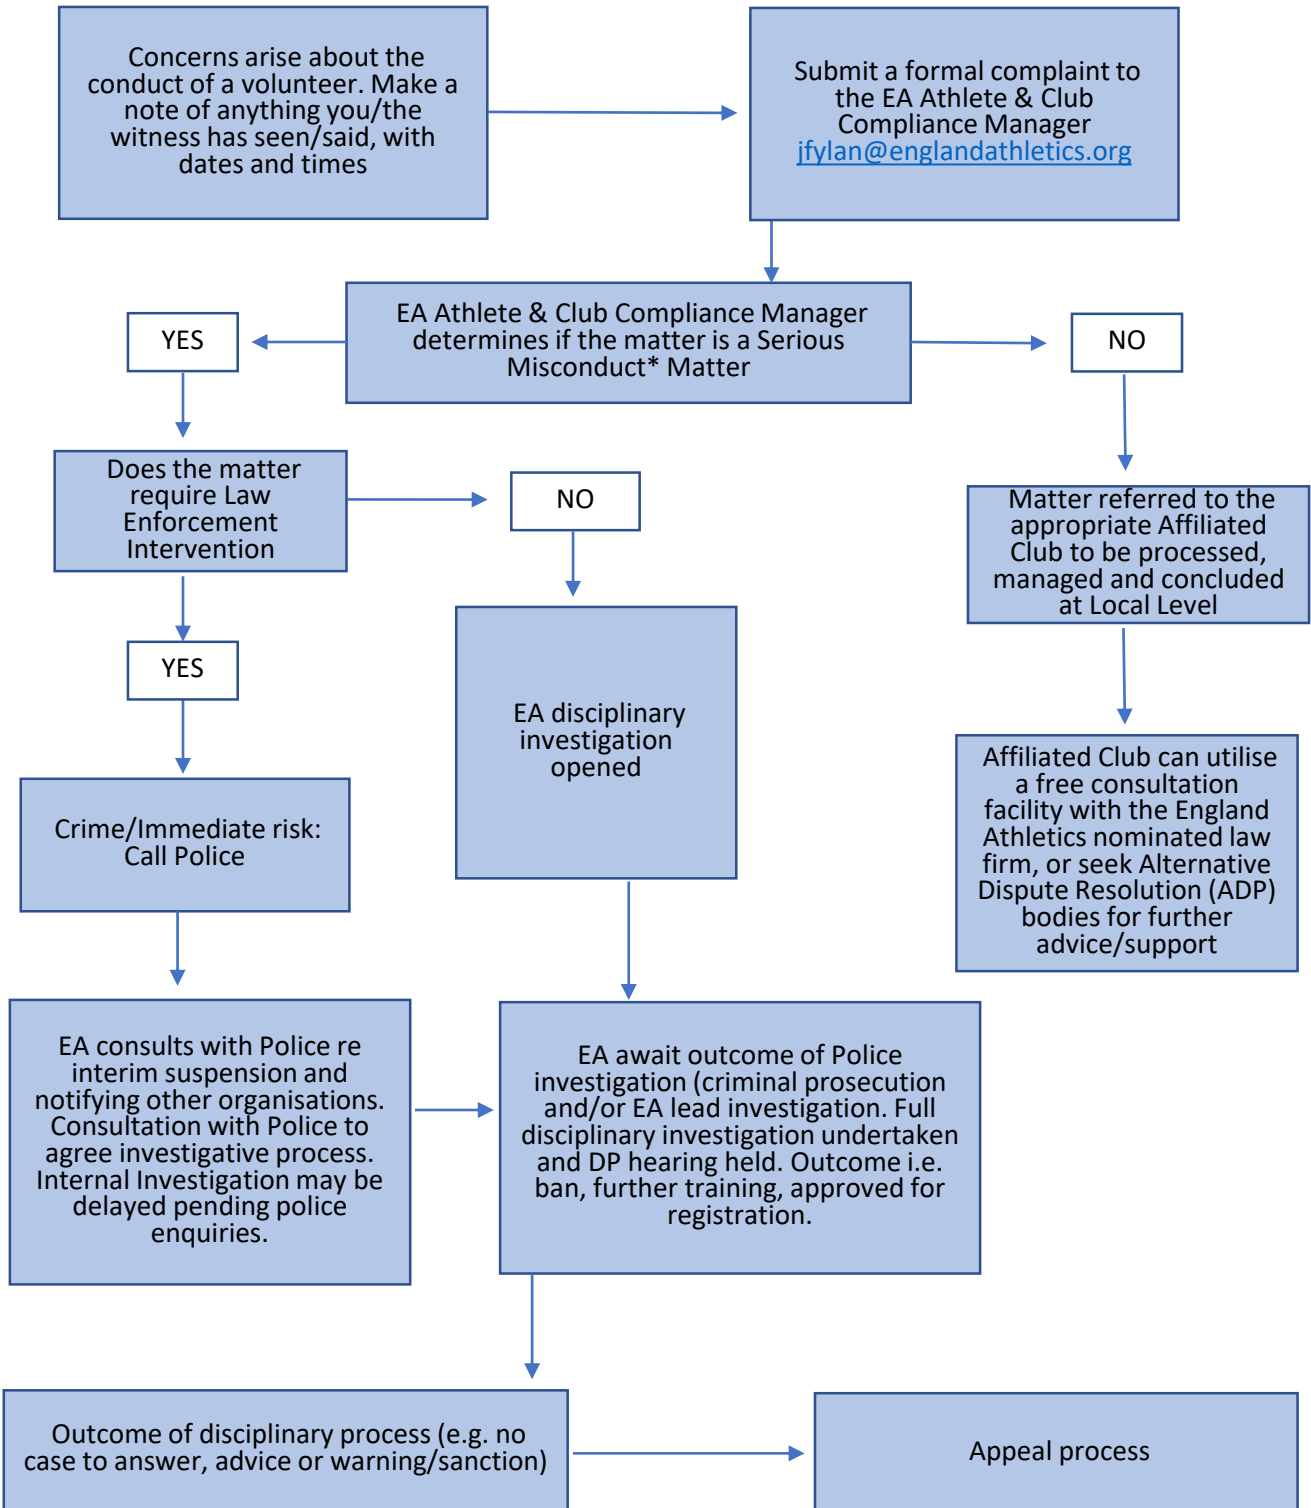 Concerns arise about the
conduct of a volunteer. Make a
note of anything you/the
witness has seen/said, with
dates and times
Submit a formal complaint to
the EA Athlete & Club
Compliance Manager
jfylan@englandathletics.org
EA Athlete & Club Compliance Manager
determines if the matter is a Serious
Misconduct* Matter
YES
NO
Does the matter
require Law
Enforcement
Intervention
NO
Matter referred to the
appropriate Affiliated
Club to be processed,
managed and concluded
at Local Level
YES
EA disciplinary
investigation
opened
Affiliated Club can utilise
a free consultation
facility with the England
Athletics nominated law
firm, or seek Alternative
Dispute Resolution (ADP)
bodies for further
advice/support
Crime/Immediate risk:
Call Police
EA consults with Police re
interim suspension and
notifying other organisations.
Consultation with Police to
agree investigative process.
Internal Investigation may be
delayed pending police
enquiries.
EA await outcome of Police
investigation (criminal prosecution
and/or EA lead investigation. Full
disciplinary investigation undertaken
and DP hearing held. Outcome i.e.
ban, further training, approved for
registration.
Outcome of disciplinary process (e.g. no
case to answer, advice or warning/sanction)
Appeal process